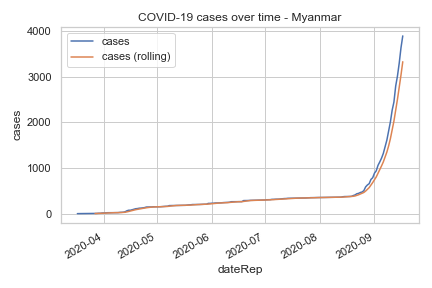 COVID-19 cases over time - Myanmar
cases
cases (rolling)
4000
3000
2000
1000
0
cases
2020-04
2020-05
2020-06
2020-07
2020-08
2020-09
dateRep